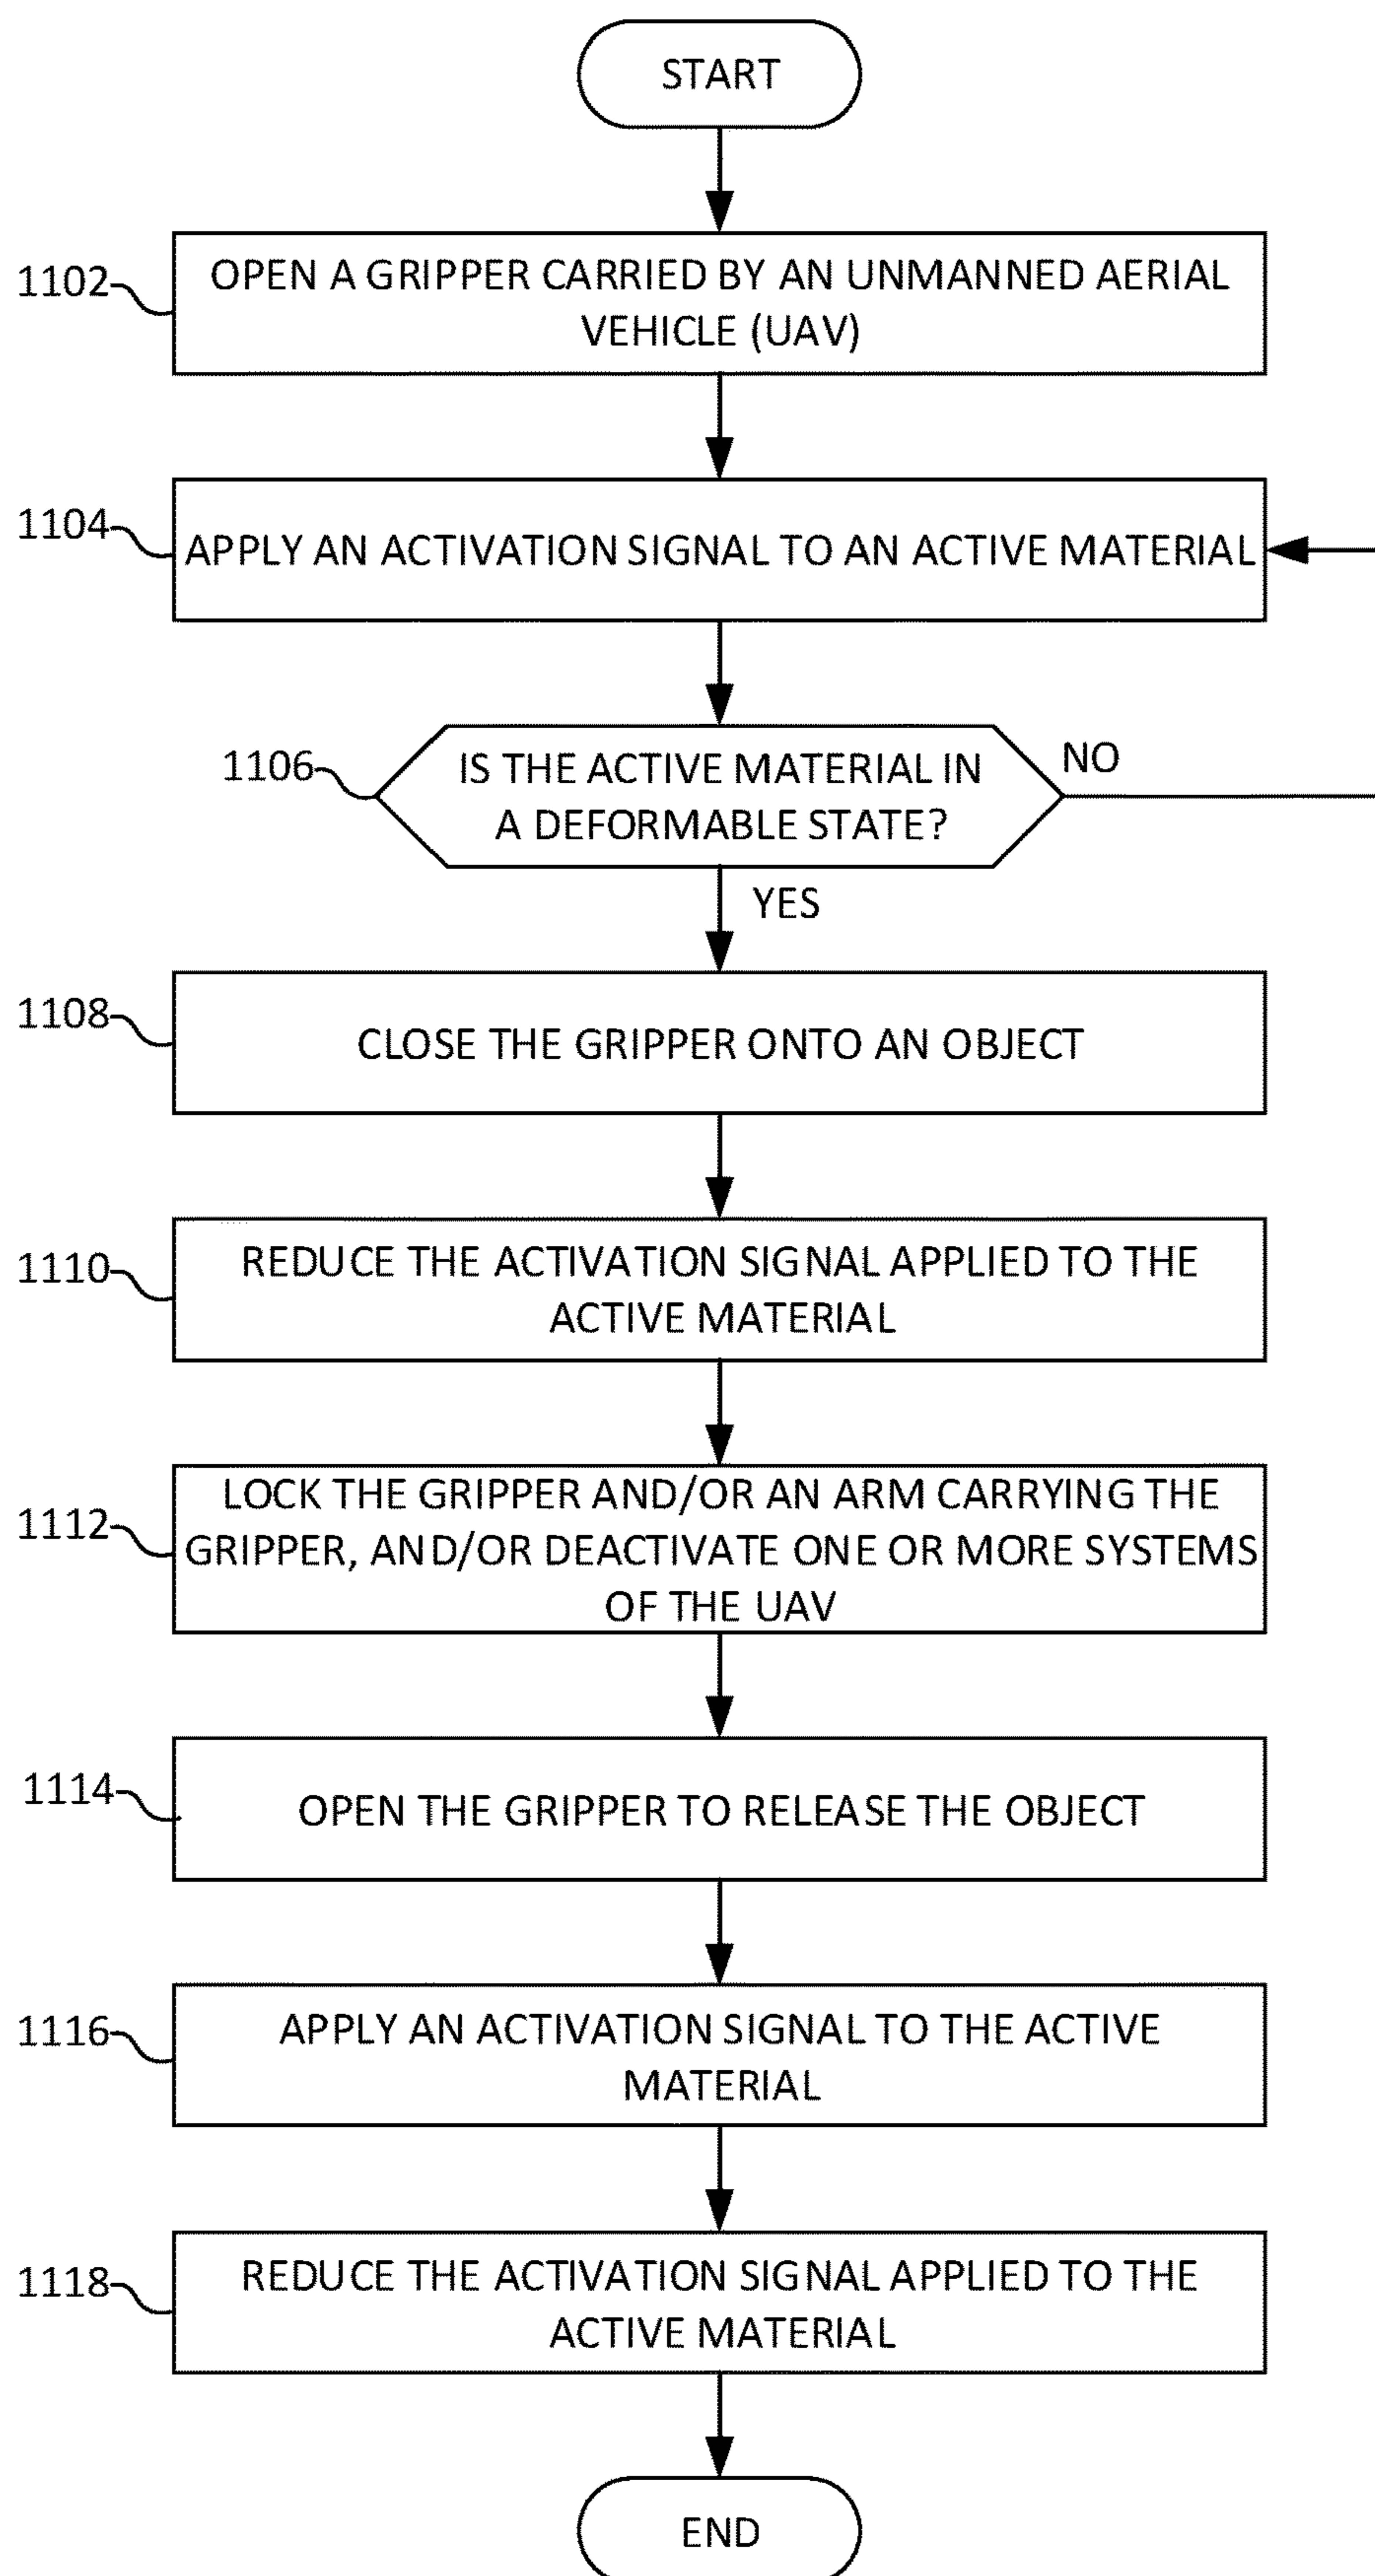 START
1102
OPEN A GRIPPER CARRIED BY AN UNMANNED AERIAL
VEHICLE (UAV)
1104
APPLY AN ACTIVATION SIGNAL TO AN ACTIVE MATERIAL
1106
IS THE ACTIVE MATERIAL IN
A DEFORMABLE STATE?
NO
YES
1108
CLOSE THE GRIPPER ONTO AN OBJECT
1110
REDUCE THE ACTIVATION SIGNAL APPLIED TO THE
ACTIVE MATERIAL
1112
LOCK THE GRIPPER AND/OR AN ARM CARRYING THE
GRIPPER, AND/OR DEACTIVATE ONE OR MORE SYSTEMS
OF THE UAV
1114
OPEN THE GRIPPER TO RELEASE THE OBJECT
1116
APPLY AN ACTIVATION SIGNAL TO THE ACTIVE
MATERIAL
1118
REDUCE THE ACTIVATION SIGNAL APPLIED TO THE
ACTIVE MATERIAL
END